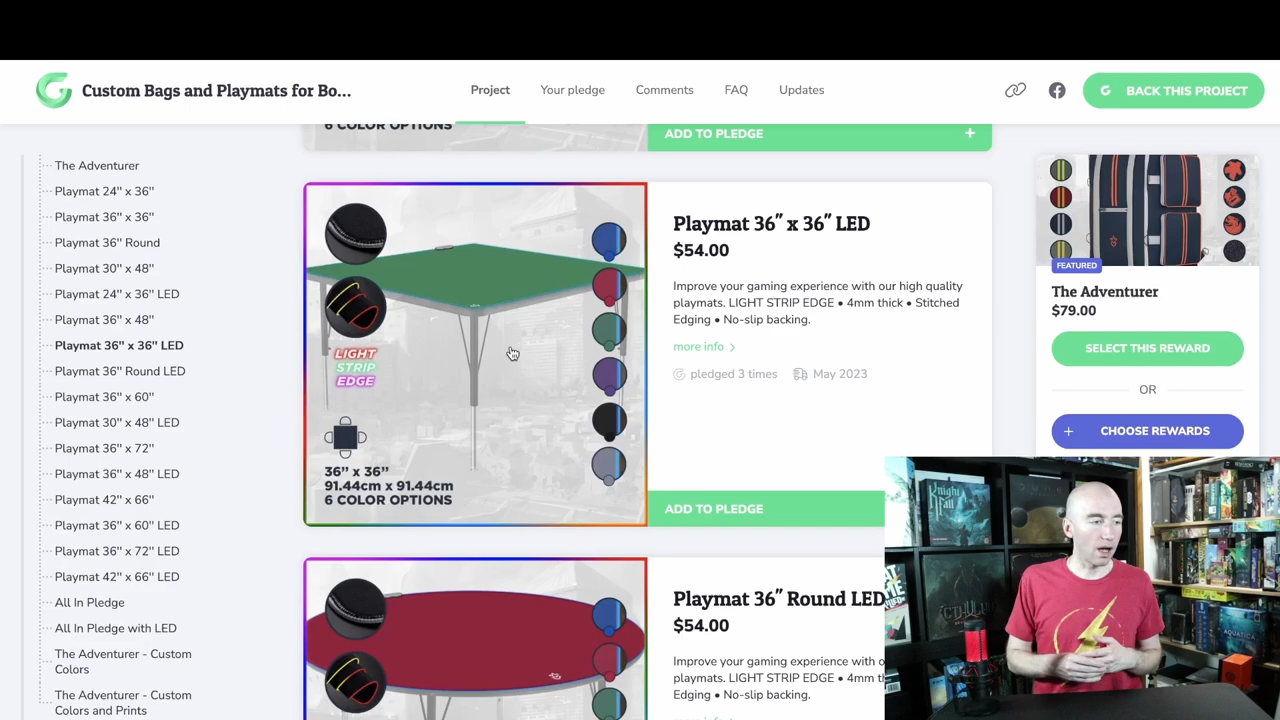 Custom Bags and Playmats for Bo...
Project
Your pledge
Comments
FAQ
Updates
BACK THIS PROJECT
The Adventurer
Playmat 24" x 36"
Playmat 36" x 36"
Playmat 36" Round
Playmat 30" x 48"
Playmat 24" x 36" LED
Playmat 36" x 48"
Playmat 36" x 36" LED
Playmat 36" Round LED
Playmat 36" x 60"
Playmat 30" x 48" LED
Playmat 36" x 72"
Playmat 36" x 48" LED
Playmat 42" x 66"
Playmat 36" x 60" LED
Playmat 36" x 72" LED
Playmat 42" x 66" LED
All In Pledge
All In Pledge with LED
The Adventurer - Custom
Colors
The Adventurer - Custom
Colors and Prints
6 COLOR OPTIONS
ADD TO PLEDGE +
LIGHT
STRIP
EDGE
36” x 36”
91.44cm x 91.44cm
6 COLOR OPTIONS
Playmat 36” x 36” LED
$54.00
Improve your gaming experience with our high quality
playmats. LIGHT STRIP EDGE • 4mm thick • Stitched
Edging • No-slip backing.
more info >
pledged 3 times
May 2023
ADD TO PLEDGE
Playmat 36” Round LED
$54.00
Improve your gaming experience with o
playmats. LIGHT STRIP EDGE • 4mm t
Edging • No-slip backing.
FEATURED
The Adventurer
$79.00
SELECT THIS REWARD
OR
+ CHOOSE REWARDS
Knight
Fall
CTHULHU
AQUATICA